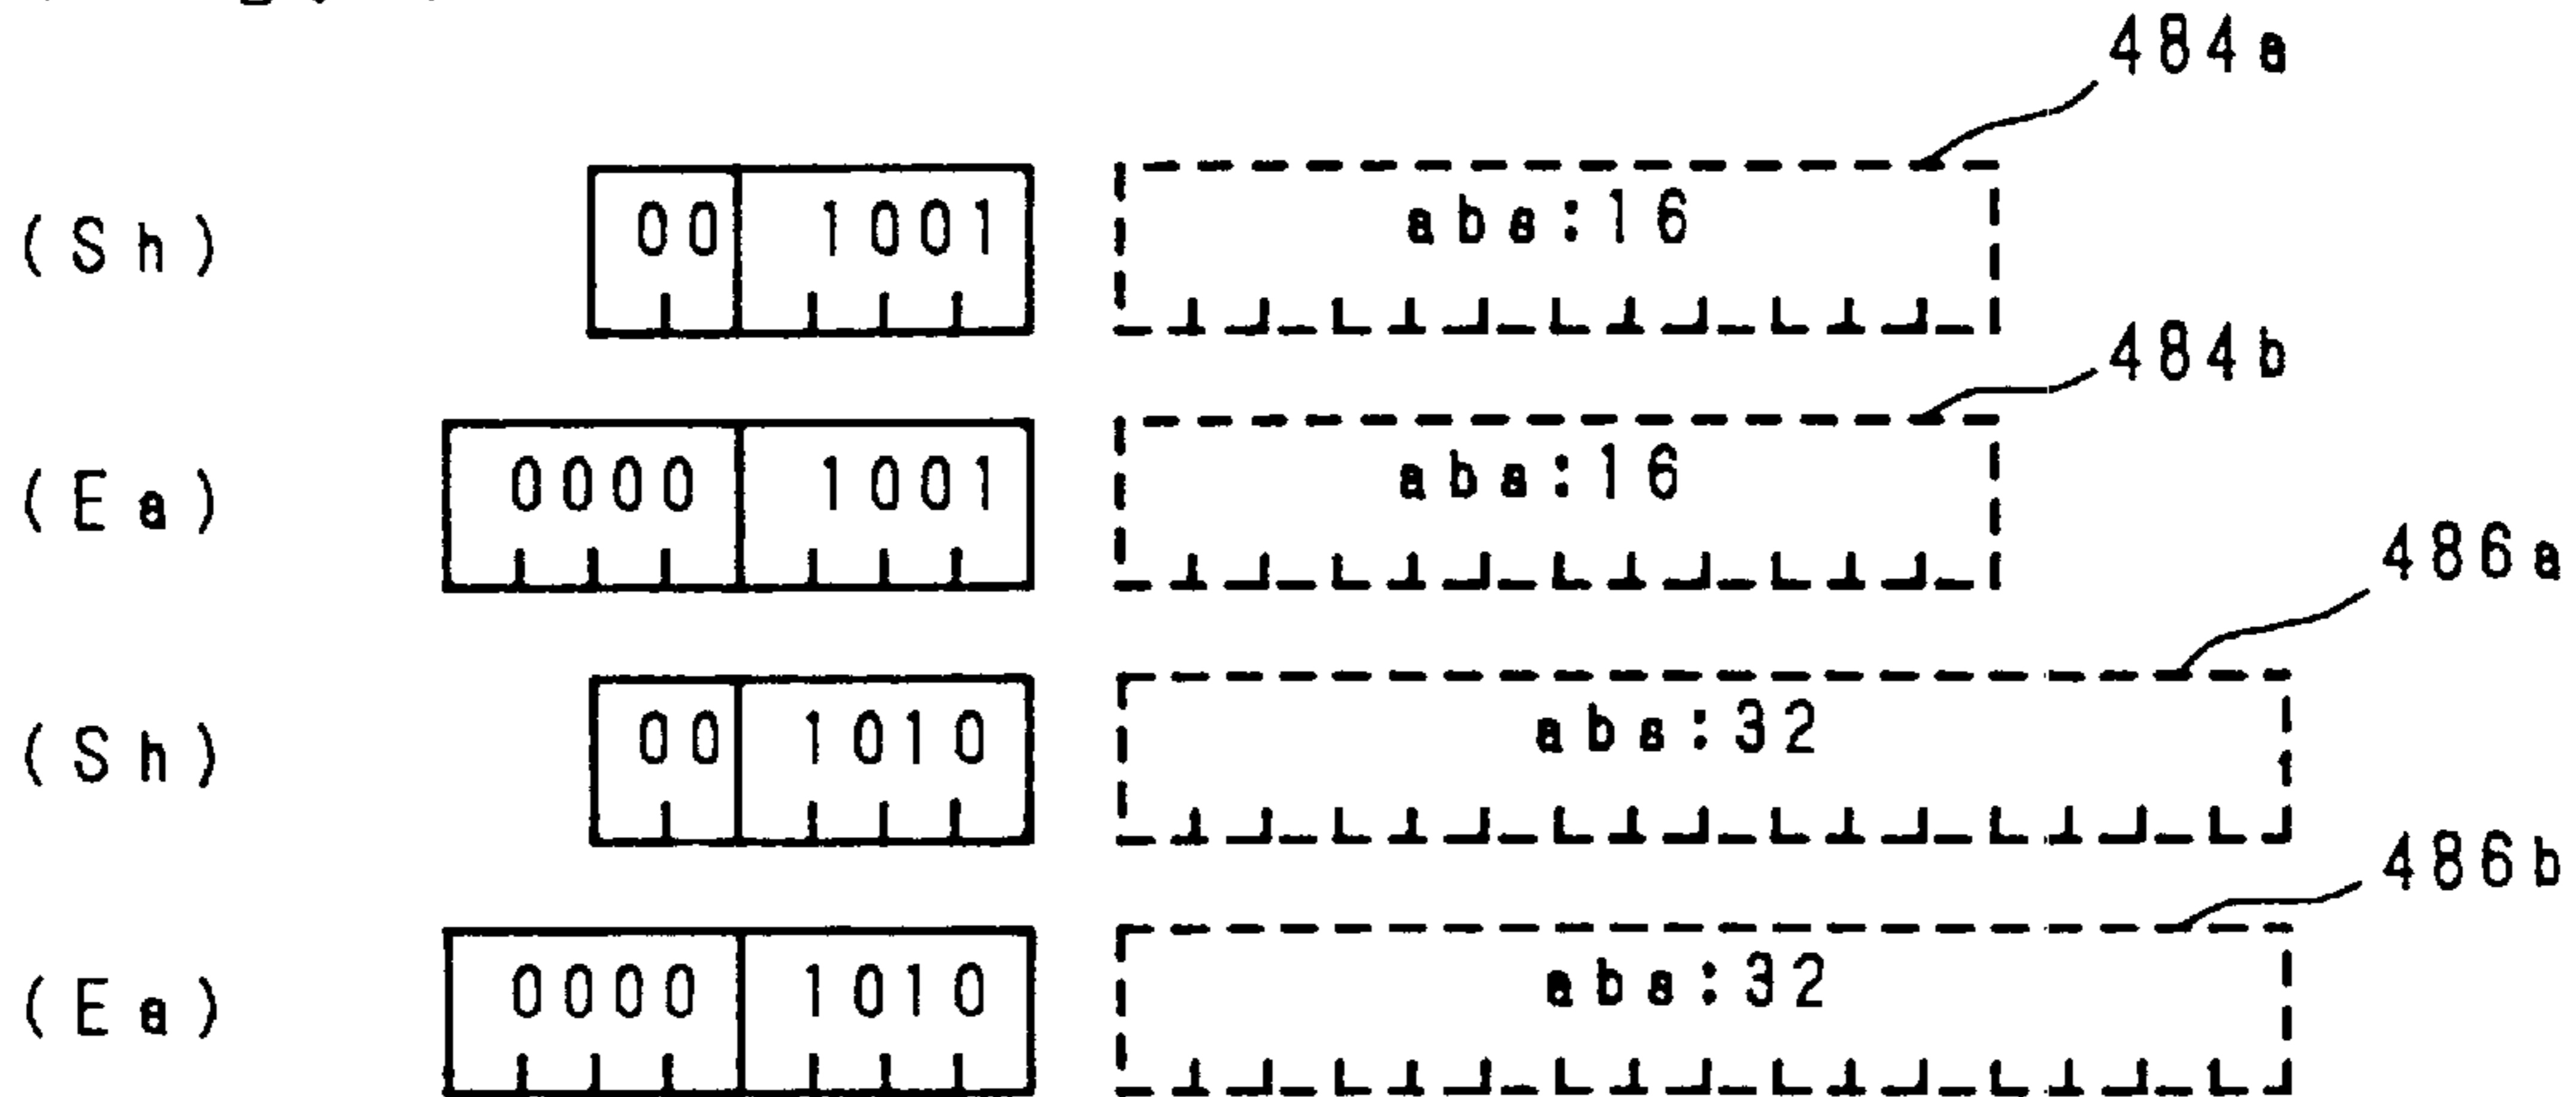 484a
(Sh) 00 1001 abs:16
484b
(Ea) 0000 1001 abs:16
486a
(Sh) 00 1010 abs:32
486b
(Ea) 0000 1010 abs:32